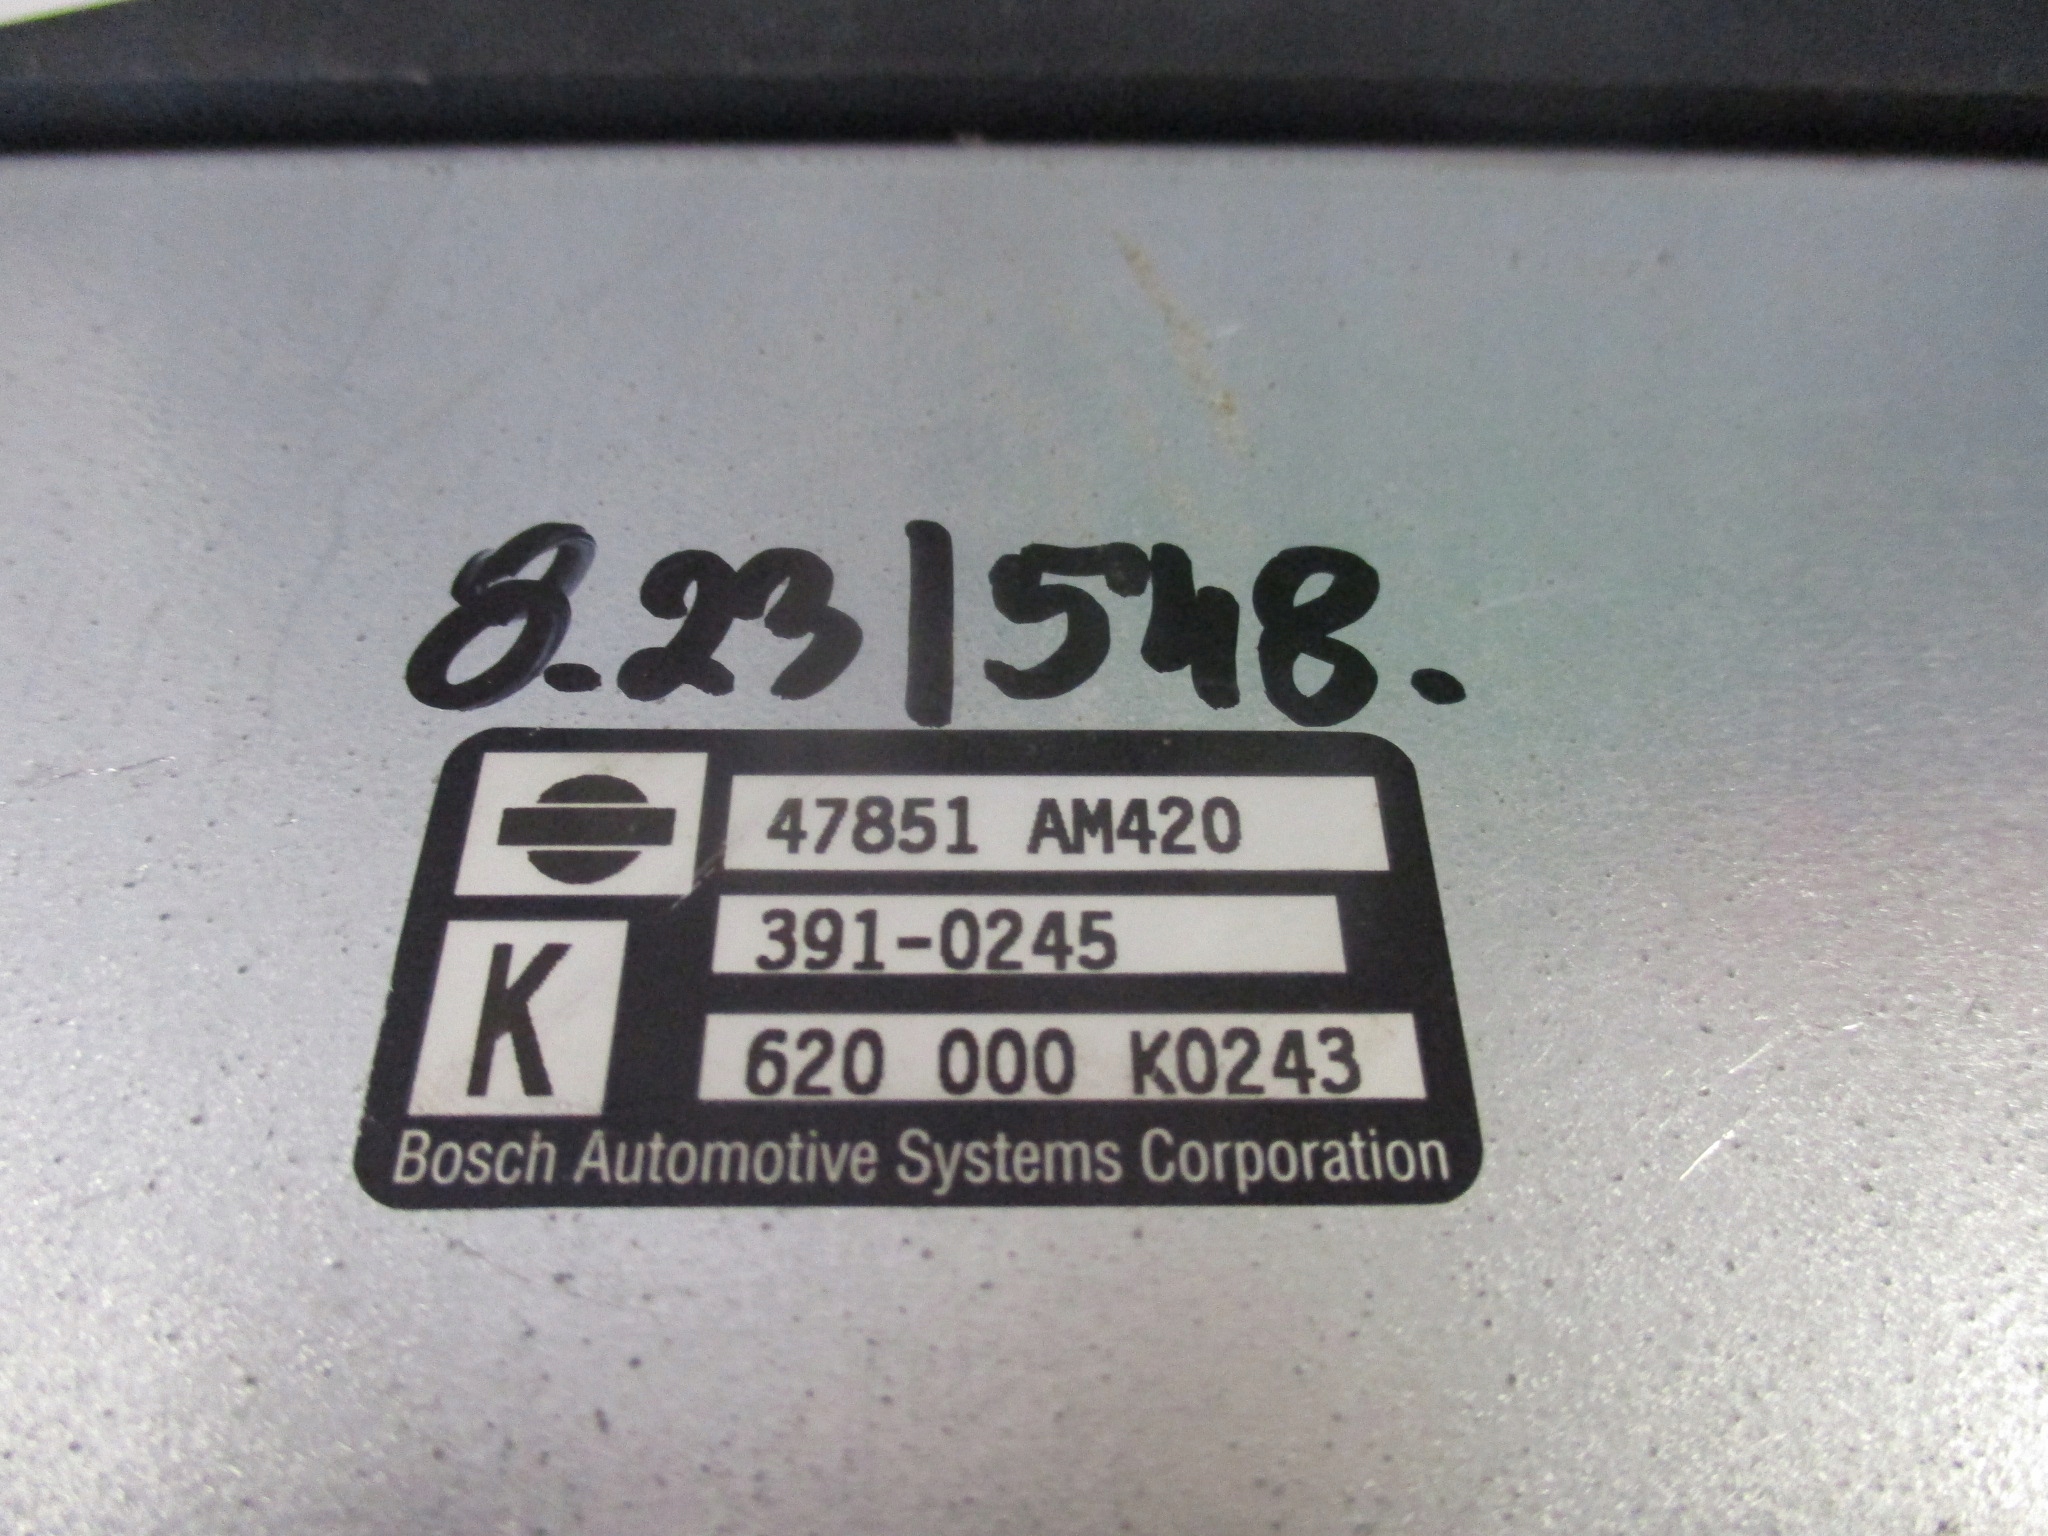 8.23/548.
47851 AM420
391-0245
K
620 000 K0243
Bosch Automotive Systems Corporation